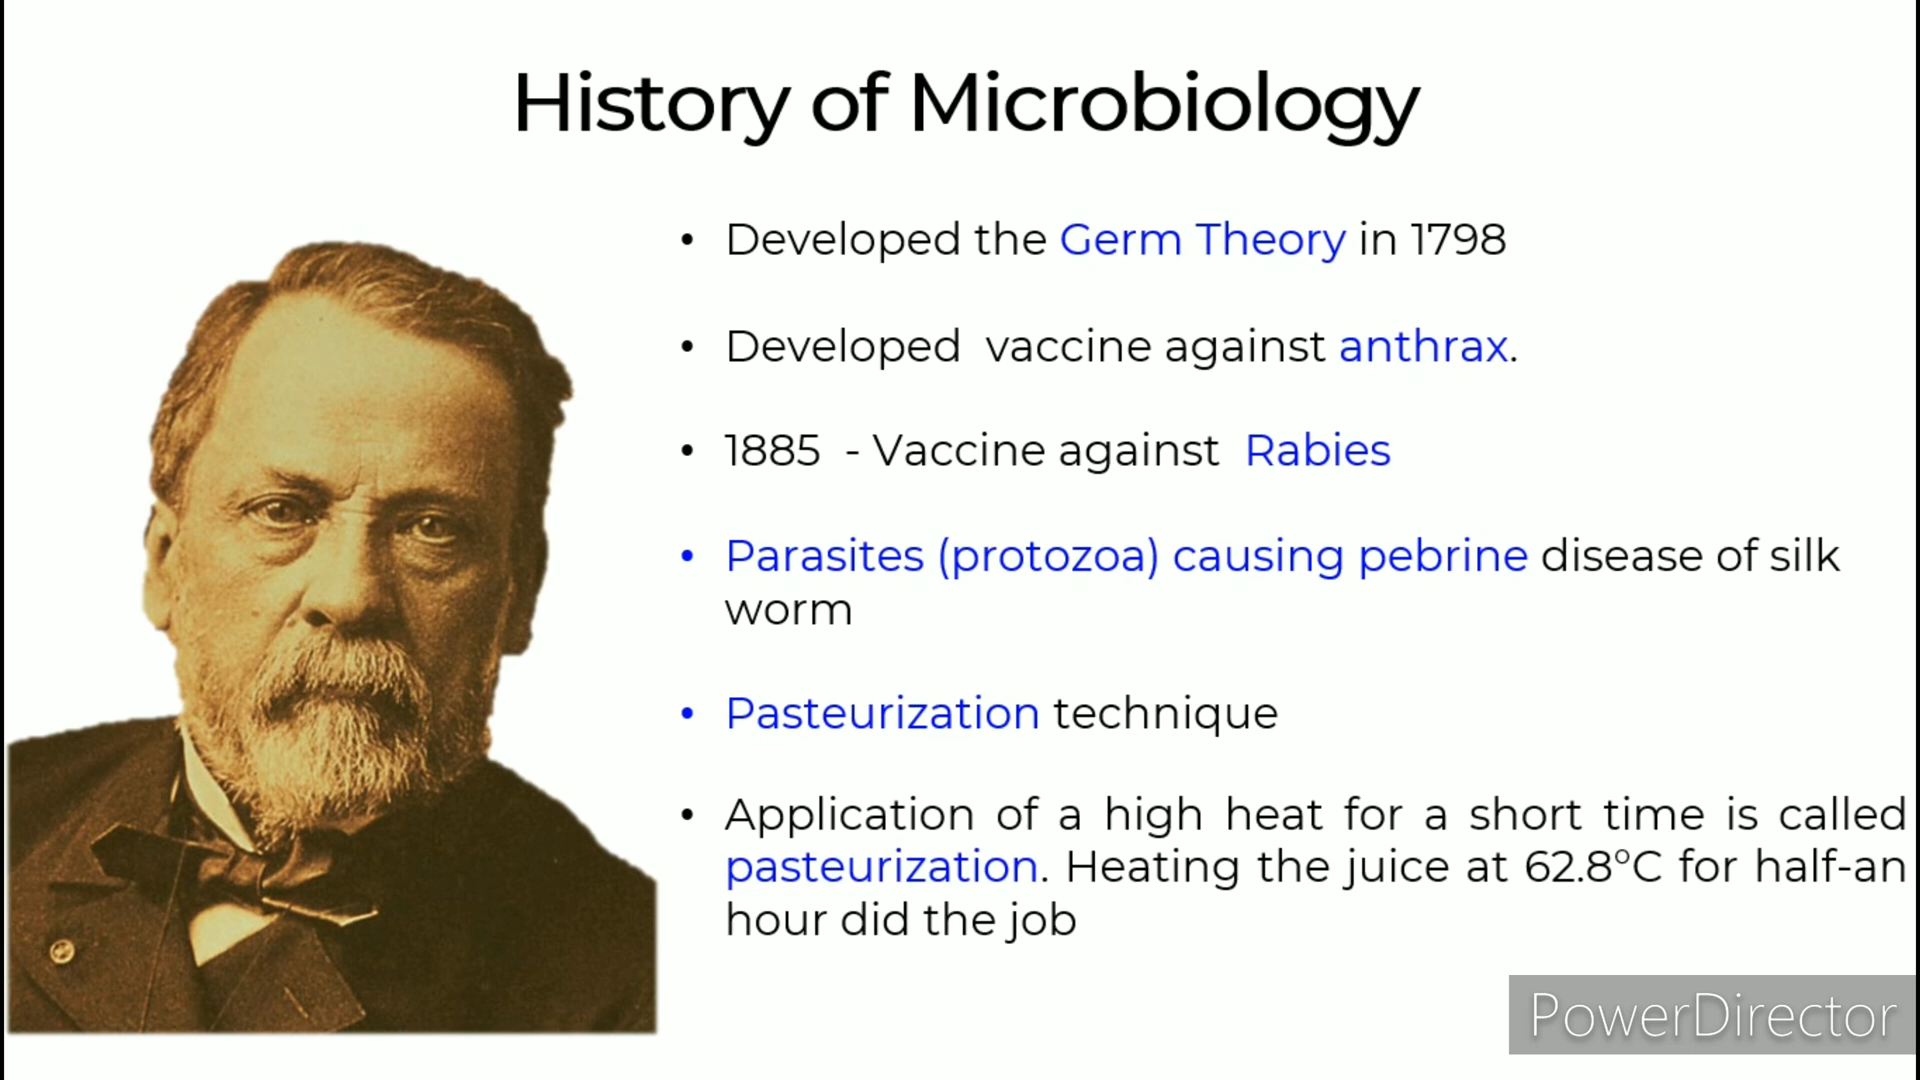 History of Microbiology
• Developed the Germ Theory in 1798
• Developed  vaccine against anthrax.
• 1885  - Vaccine against  Rabies
• Parasites (protozoa) causing pebrine disease of silk
worm
• Pasteurization technique
• Application of a high heat for a short time is called
pasteurization. Heating the juice at 62.8°C for half-an
hour did the job
PowerDirector